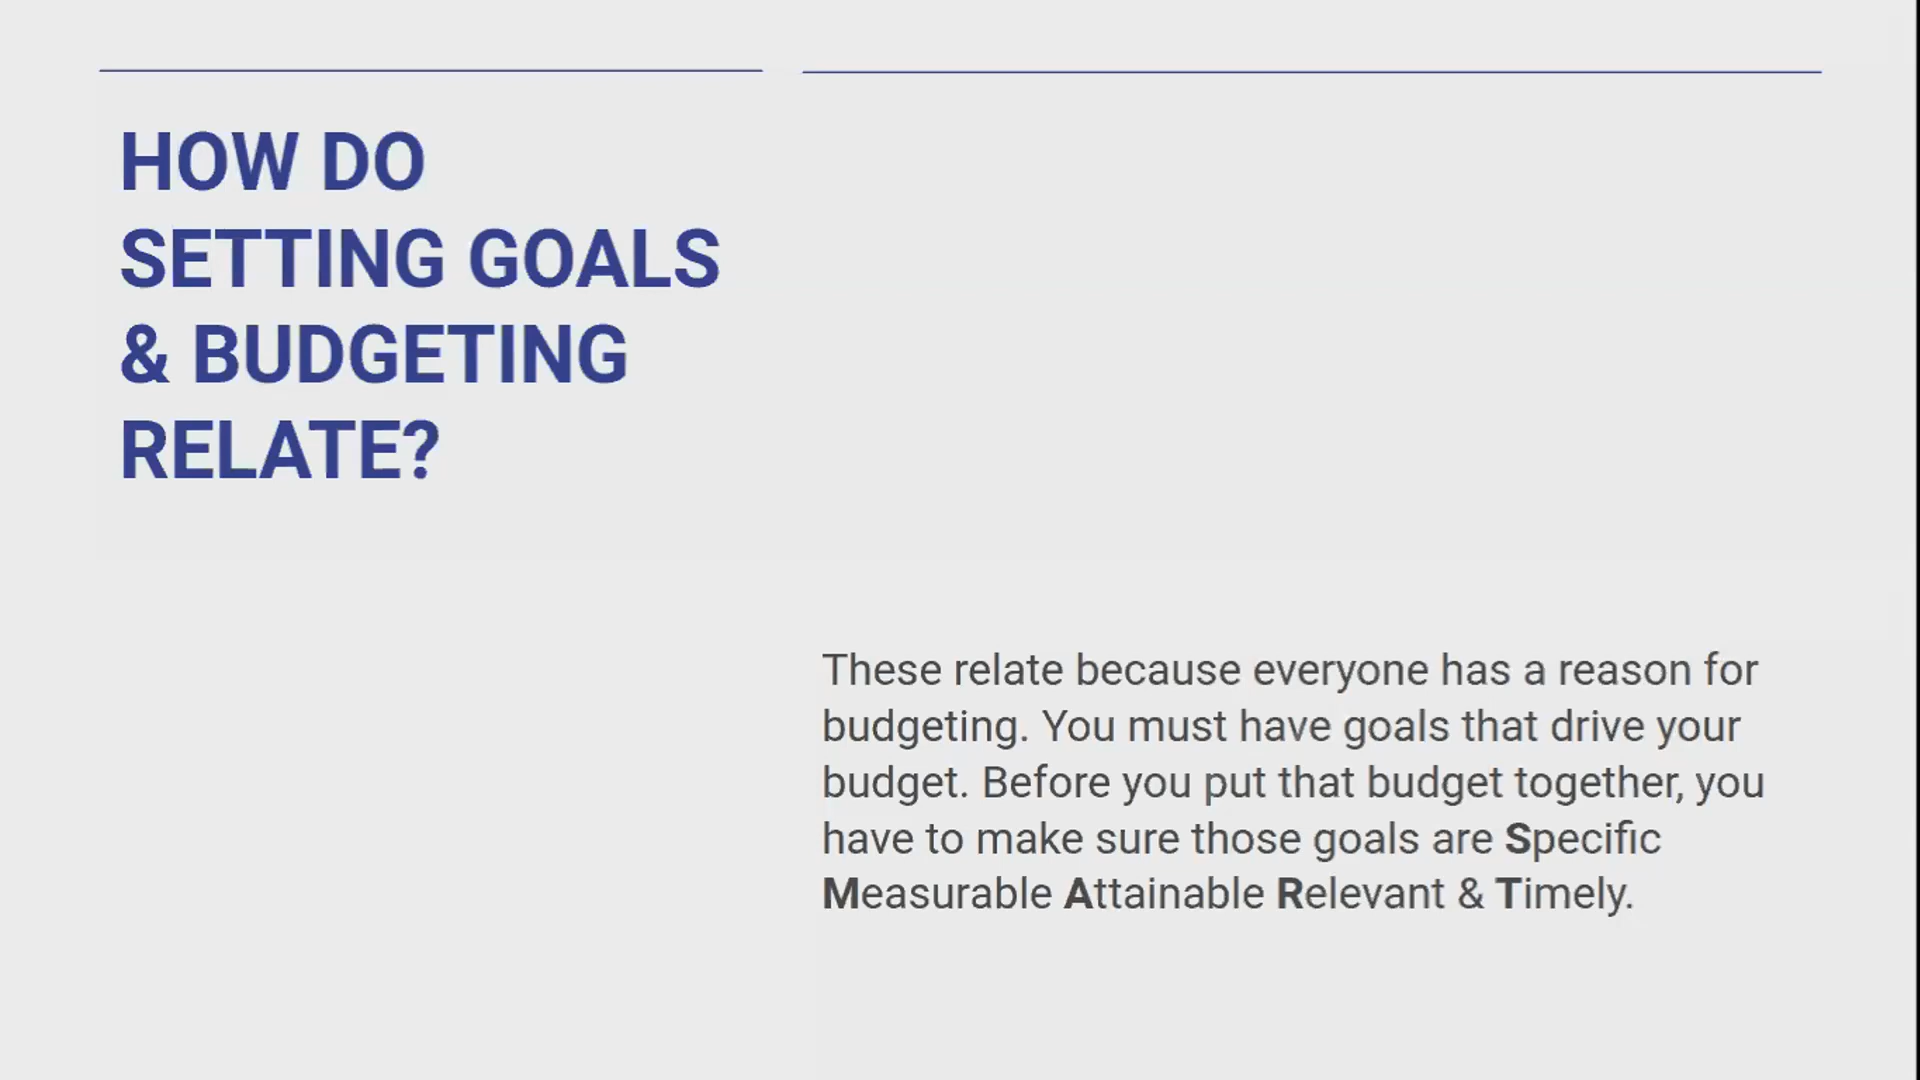 HOW DO
SETTING GOALS
& BUDGETING
RELATE?
These relate because everyone has a reason for
budgeting. You must have goals that drive your
budget. Before you put that budget together, you
have to make sure those goals are Specific
Measurable Attainable Relevant & Timely.